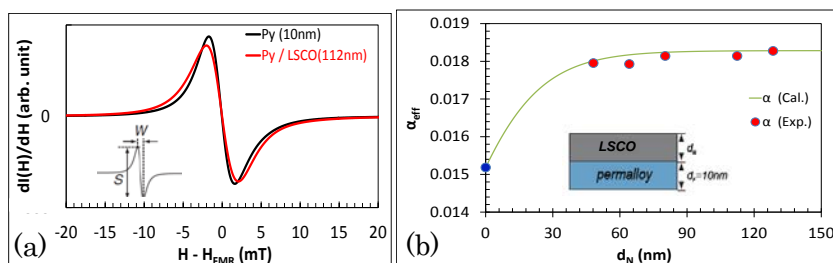 Py (10nm)
Py / LSCO(112nm)
dI(H)/dH (arb. unit)
0
W
S
-20 -15 -10 -5 0 5 10 15 20
H - H_FMR (mT)
(a)
0.019
0.018
0.017
0.016
0.015
0.014
α_eff
α (Cal.)
α (Exp.)
LSCO
permalloy
=10nm
0 30 60 90 120 150
d_N (nm)
(b)